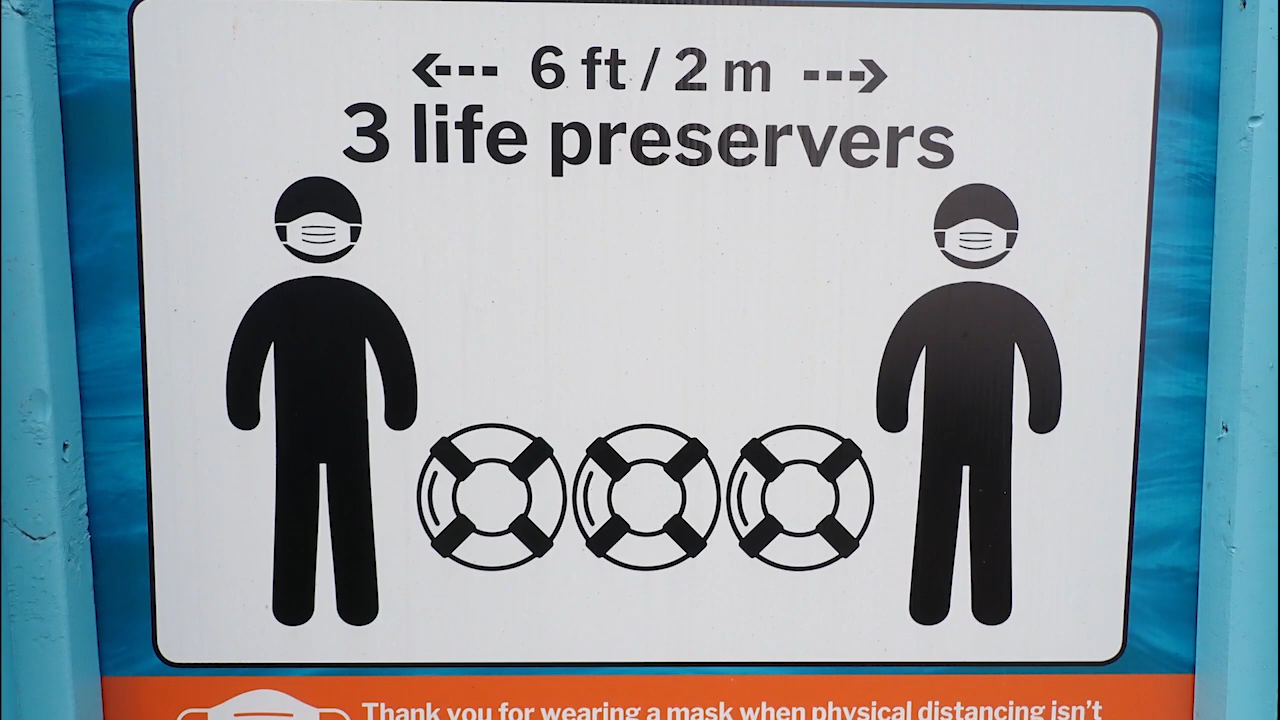 6 ft / 2 m
3 life preservers
Thank you for wearing a mask when physical distancing isn't